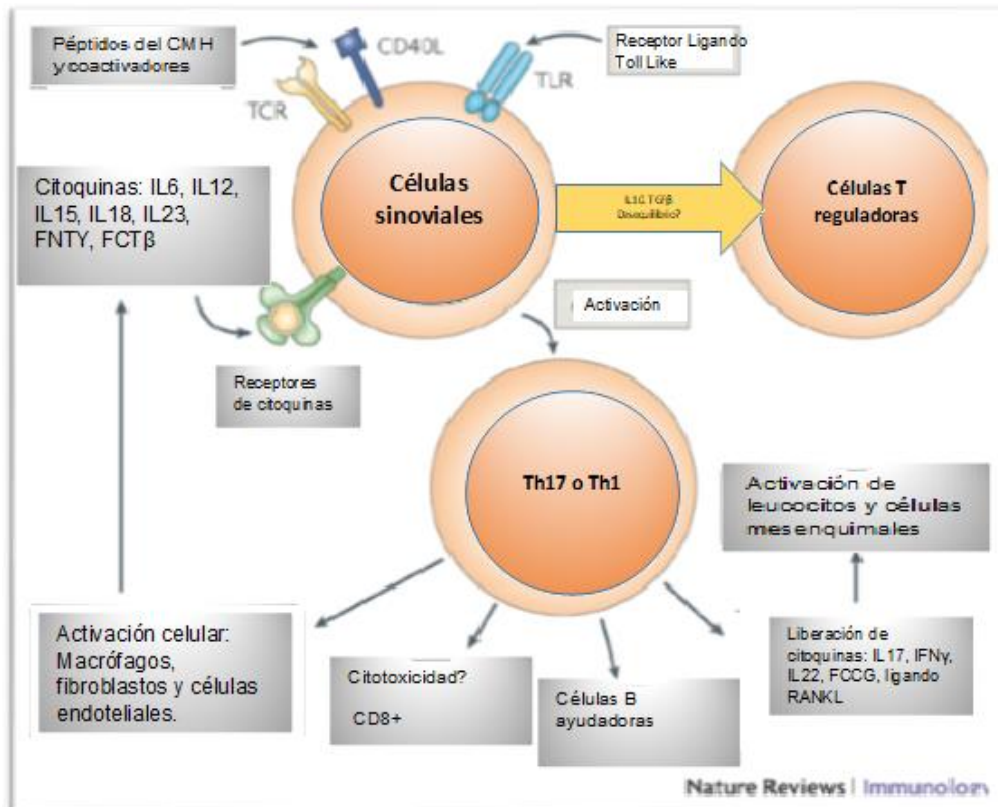 Péptidos del CMH
y coactivadores
CD40L
TCR
TLR
Receptor Ligando
Toll Like
Citoquinas: IL6, IL12,
IL15, IL18, IL23,
FNTY, FCTβ
Células
sinoviales
Desequilibrio?
Células T
reguladoras
Activación
Receptores
de citoquinas
Th17 o Th1
Activación de
leucocitos y células
mesenquimales
Activación celular:
Macrófagos,
fibroblastos y células
endoteliales.
Citotoxicidad?
CD8+
Células B
ayudadoras
Liberación de
citoquinas: IL17, IFNγ,
IL22, FCCG, ligando
RANKL
Nature Reviews | Immunology